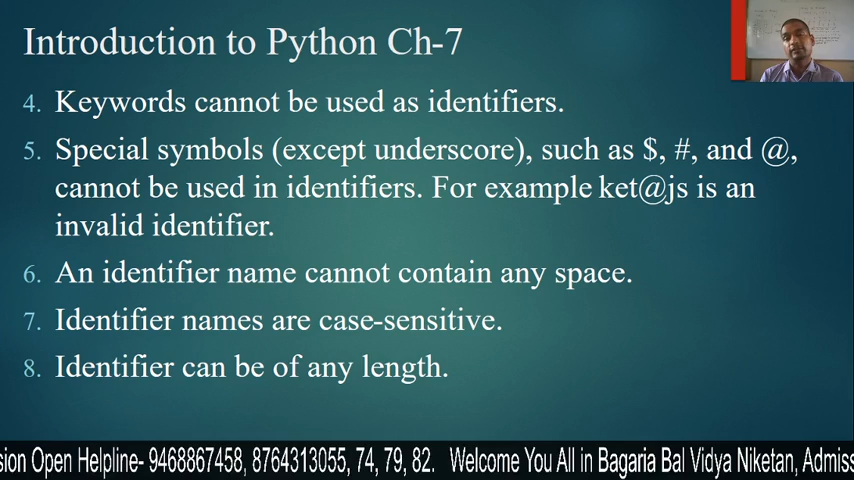 Introduction to Python Ch-7
4. Keywords cannot be used as identifiers.
5. Special symbols (except underscore), such as $, #, and @,
cannot be used in identifiers. For example ket@js is an
invalid identifier.
6. An identifier name cannot contain any space.
7. Identifier names are case-sensitive.
8. Identifier can be of any length.
sion Open Helpline- 9468867458, 8764313055, 74, 79, 82. Welcome You All in Bagaria Bal Vidya Niketan, Admiss